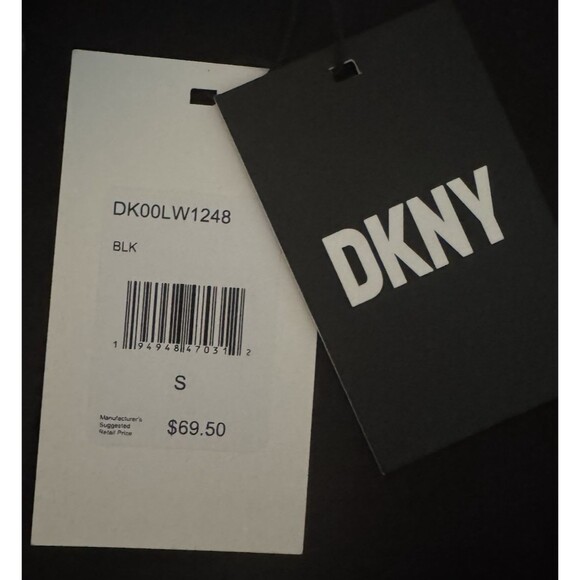 DK00LW1248
BLK
1 94948 47031 2
S
Manufacturer's
Suggested
Retail Price
$69.50
DKNY